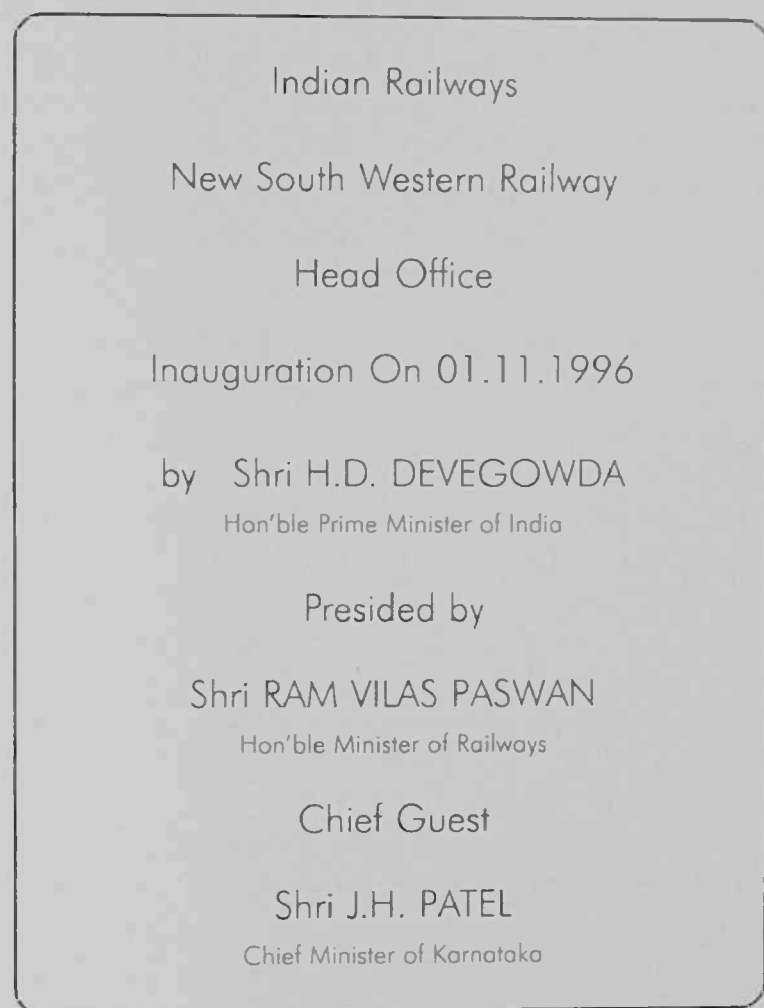 Indian Railways
New South Western Railway
Head Office
Inauguration On 01.11.1996
by Shri H.D. DEVEGOWDA
Hon'ble Prime Minister of India
Presided by
Shri RAM VILAS PASWAN
Hon'ble Minister of Railways
Chief Guest
Shri J.H. PATEL
Chief Minister of Karnataka